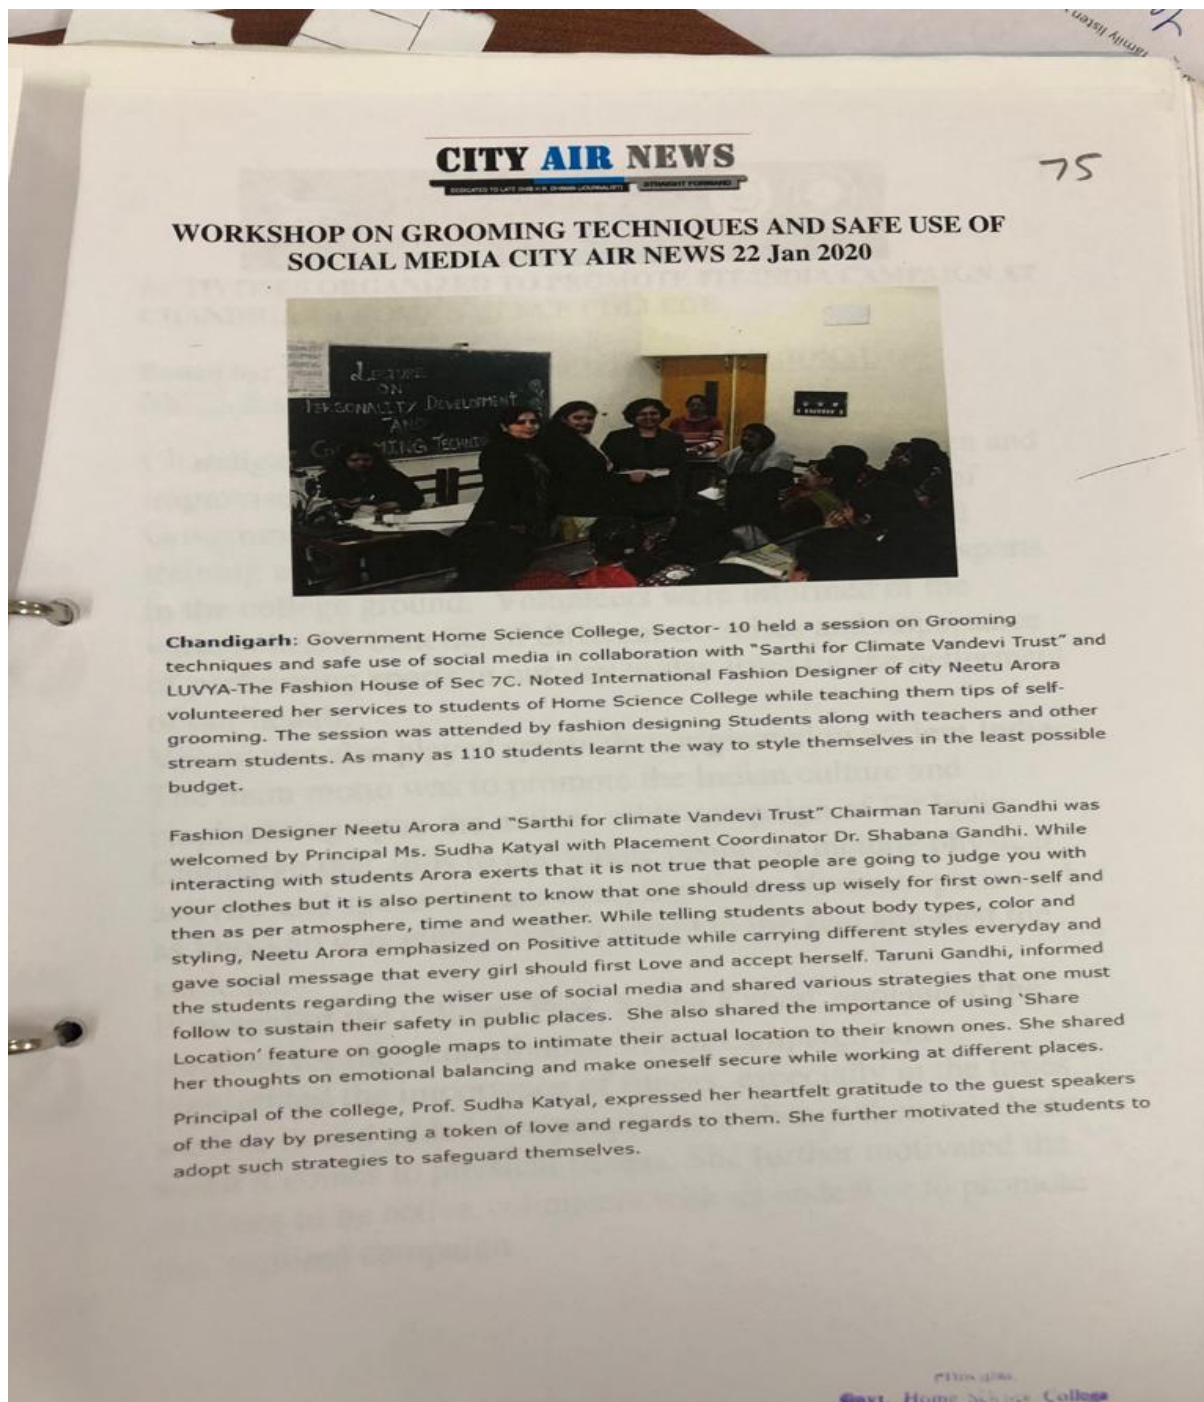 family listen
CITY AIR NEWS
DEDICATED TO LATE SHRI H.R. DHIMAN (JOURNALIST) STRAIGHT FORWARD
75
WORKSHOP ON GROOMING TECHNIQUES AND SAFE USE OF
SOCIAL MEDIA CITY AIR NEWS 22 Jan 2020
LECTURE
ON
PERSONALITY DEVELOPMENT
AND
GROOMING TECHNI
Chandigarh: Government Home Science College, Sector- 10 held a session on Grooming
techniques and safe use of social media in collaboration with "Sarthi for Climate Vandevi Trust" and
LUVYA-The Fashion House of Sec 7C. Noted International Fashion Designer of city Neetu Arora
volunteered her services to students of Home Science College while teaching them tips of self-
grooming. The session was attended by fashion designing Students along with teachers and other
stream students. As many as 110 students learnt the way to style themselves in the least possible
budget.
Fashion Designer Neetu Arora and "Sarthi for climate Vandevi Trust" Chairman Taruni Gandhi was
welcomed by Principal Ms. Sudha Katyal with Placement Coordinator Dr. Shabana Gandhi. While
interacting with students Arora exerts that it is not true that people are going to judge you with
your clothes but it is also pertinent to know that one should dress up wisely for first own-self and
then as per atmosphere, time and weather. While telling students about body types, color and
styling, Neetu Arora emphasized on Positive attitude while carrying different styles everyday and
gave social message that every girl should first Love and accept herself. Taruni Gandhi, informed
the students regarding the wiser use of social media and shared various strategies that one must
follow to sustain their safety in public places. She also shared the importance of using 'Share
Location' feature on google maps to intimate their actual location to their known ones. She shared
her thoughts on emotional balancing and make oneself secure while working at different places.
Principal of the college, Prof. Sudha Katyal, expressed her heartfelt gratitude to the guest speakers
of the day by presenting a token of love and regards to them. She further motivated the students to
adopt such strategies to safeguard themselves.
Govt. Home Science College